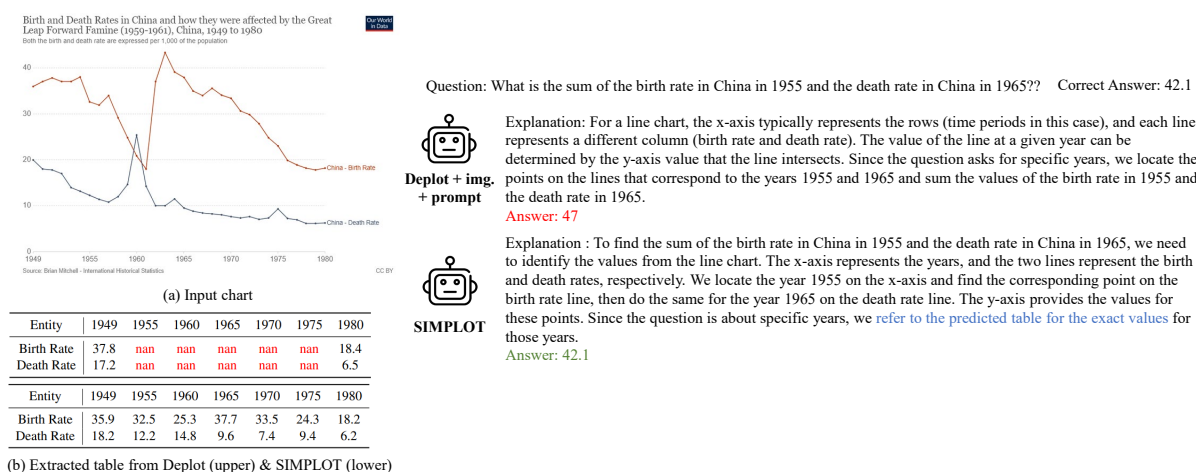 Birth and Death Rates in China and how they were affected by the Great
Leap Forward Famine (1959-1961), China, 1949 to 1980
Both the birth and death rate are expressed per 1,000 of the population
Our World
in Data
40
30
20
10
0
China - Birth Rate
China - Death Rate
1949
1955
1960
1965
1970
1975
1980
Source: Brian Mitchell - International Historical Statistics
CC BY
(a) Input chart
Entity 1949 1955 1960 1965 1970 1975 1980
Birth Rate 37.8 nan nan nan nan nan 18.4
Death Rate 17.2 nan nan nan nan nan 6.5
Entity 1949 1955 1960 1965 1970 1975 1980
Birth Rate 35.9 32.5 25.3 37.7 33.5 24.3 18.2
Death Rate 18.2 12.2 14.8 9.6 7.4 9.4 6.2
(b) Extracted table from Deplot (upper) & SIMPLOT (lower)
Question: What is the sum of the birth rate in China in 1955 and the death rate in China in 1965?? Correct Answer: 42.1
Deplot + img.
+ prompt
Explanation: For a line chart, the x-axis typically represents the rows (time periods in this case), and each line
represents a different column (birth rate and death rate). The value of the line at a given year can be
determined by the y-axis value that the line intersects. Since the question asks for specific years, we locate the
points on the lines that correspond to the years 1955 and 1965 and sum the values of the birth rate in 1955 and
the death rate in 1965.
Answer: 47
SIMPLOT
Explanation : To find the sum of the birth rate in China in 1955 and the death rate in China in 1965, we need
to identify the values from the line chart. The x-axis represents the years, and the two lines represent the birth
and death rates, respectively. We locate the year 1955 on the x-axis and find the corresponding point on the
birth rate line, then do the same for the year 1965 on the death rate line. The y-axis provides the values for
these points. Since the question is about specific years, we refer to the predicted table for the exact values for
those years.
Answer: 42.1